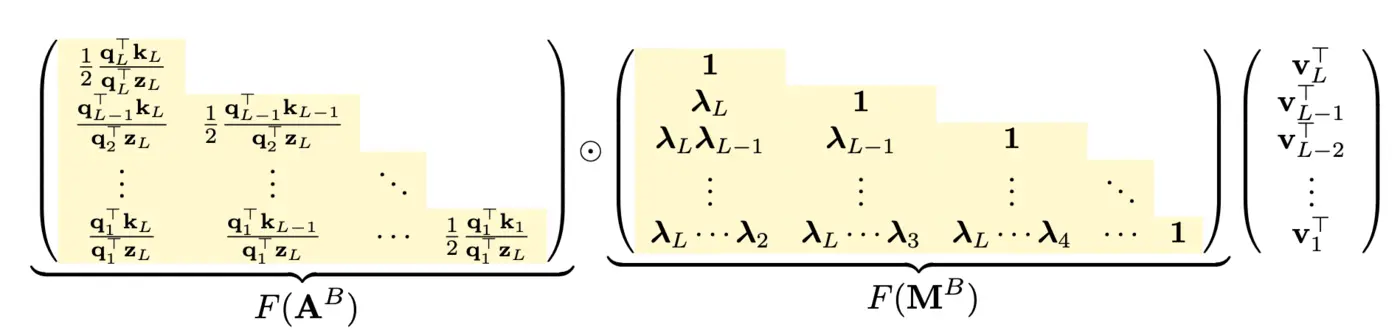 \begin{pmatrix} \frac{1}{2}\frac{\mathbf{q}_L^\top \mathbf{k}_L}{\mathbf{q}_L^\top \mathbf{z}_L} & & & \\ \frac{\mathbf{q}_{L-1}^\top \mathbf{k}_L}{\mathbf{q}_2^\top \mathbf{z}_L} & \frac{1}{2}\frac{\mathbf{q}_{L-1}^\top \mathbf{k}_{L-1}}{\mathbf{q}_2^\top \mathbf{z}_L} & & \\ \vdots & \vdots & \ddots & \\ \frac{\mathbf{q}_1^\top \mathbf{k}_L}{\mathbf{q}_1^\top \mathbf{z}_L} & \frac{\mathbf{q}_1^\top \mathbf{k}_{L-1}}{\mathbf{q}_1^\top \mathbf{z}_L} & \cdots & \frac{1}{2}\frac{\mathbf{q}_1^\top \mathbf{k}_1}{\mathbf{q}_1^\top \mathbf{z}_L} \end{pmatrix} ⊙ \begin{pmatrix} \mathbf{1} & & & & \\ \boldsymbol{\lambda}_L & \mathbf{1} & & & \\ \boldsymbol{\lambda}_L \boldsymbol{\lambda}_{L-1} & \boldsymbol{\lambda}_{L-1} & \mathbf{1} & & \\ \vdots & \vdots & \vdots & \ddots & \\ \boldsymbol{\lambda}_L \cdots \boldsymbol{\lambda}_2 & \boldsymbol{\lambda}_L \cdots \boldsymbol{\lambda}_3 & \boldsymbol{\lambda}_L \cdots \boldsymbol{\lambda}_4 & \cdots & \mathbf{1} \end{pmatrix} \begin{pmatrix} \mathbf{v}_L^\top \\ \mathbf{v}_{L-1}^\top \\ \mathbf{v}_{L-2}^\top \\ \vdots \\ \mathbf{v}_1^\top \end{pmatrix}
F(\mathbf{A}^B) F(\mathbf{M}^B)